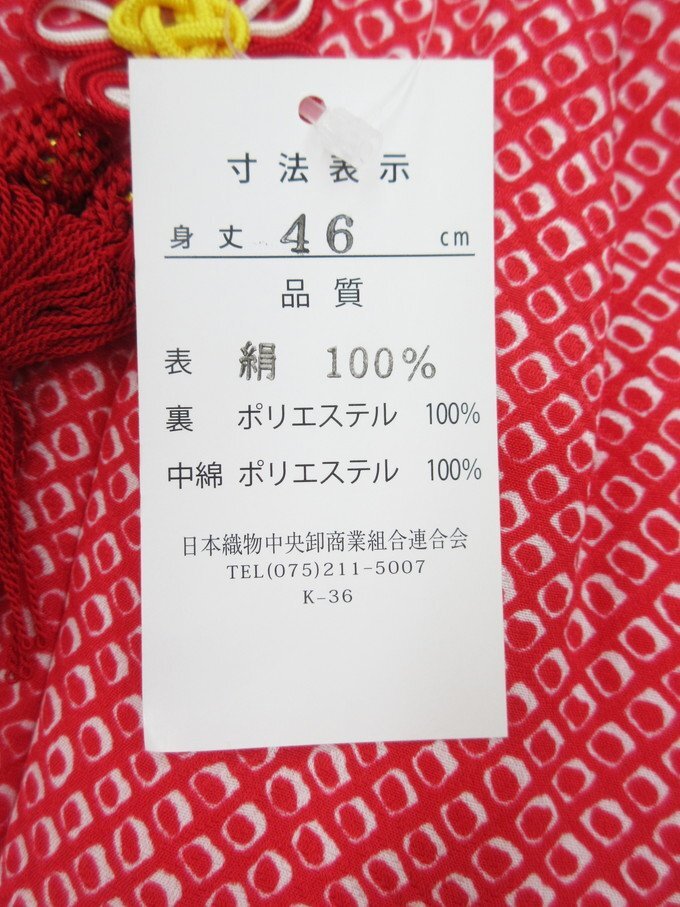 寸法表示
身丈 46 cm
品質
表 絹 100%
裏 ポリエステル 100%
中綿 ポリエステル 100%
日本織物中央卸商業組合連合会
TEL(075)211-5007
K-36